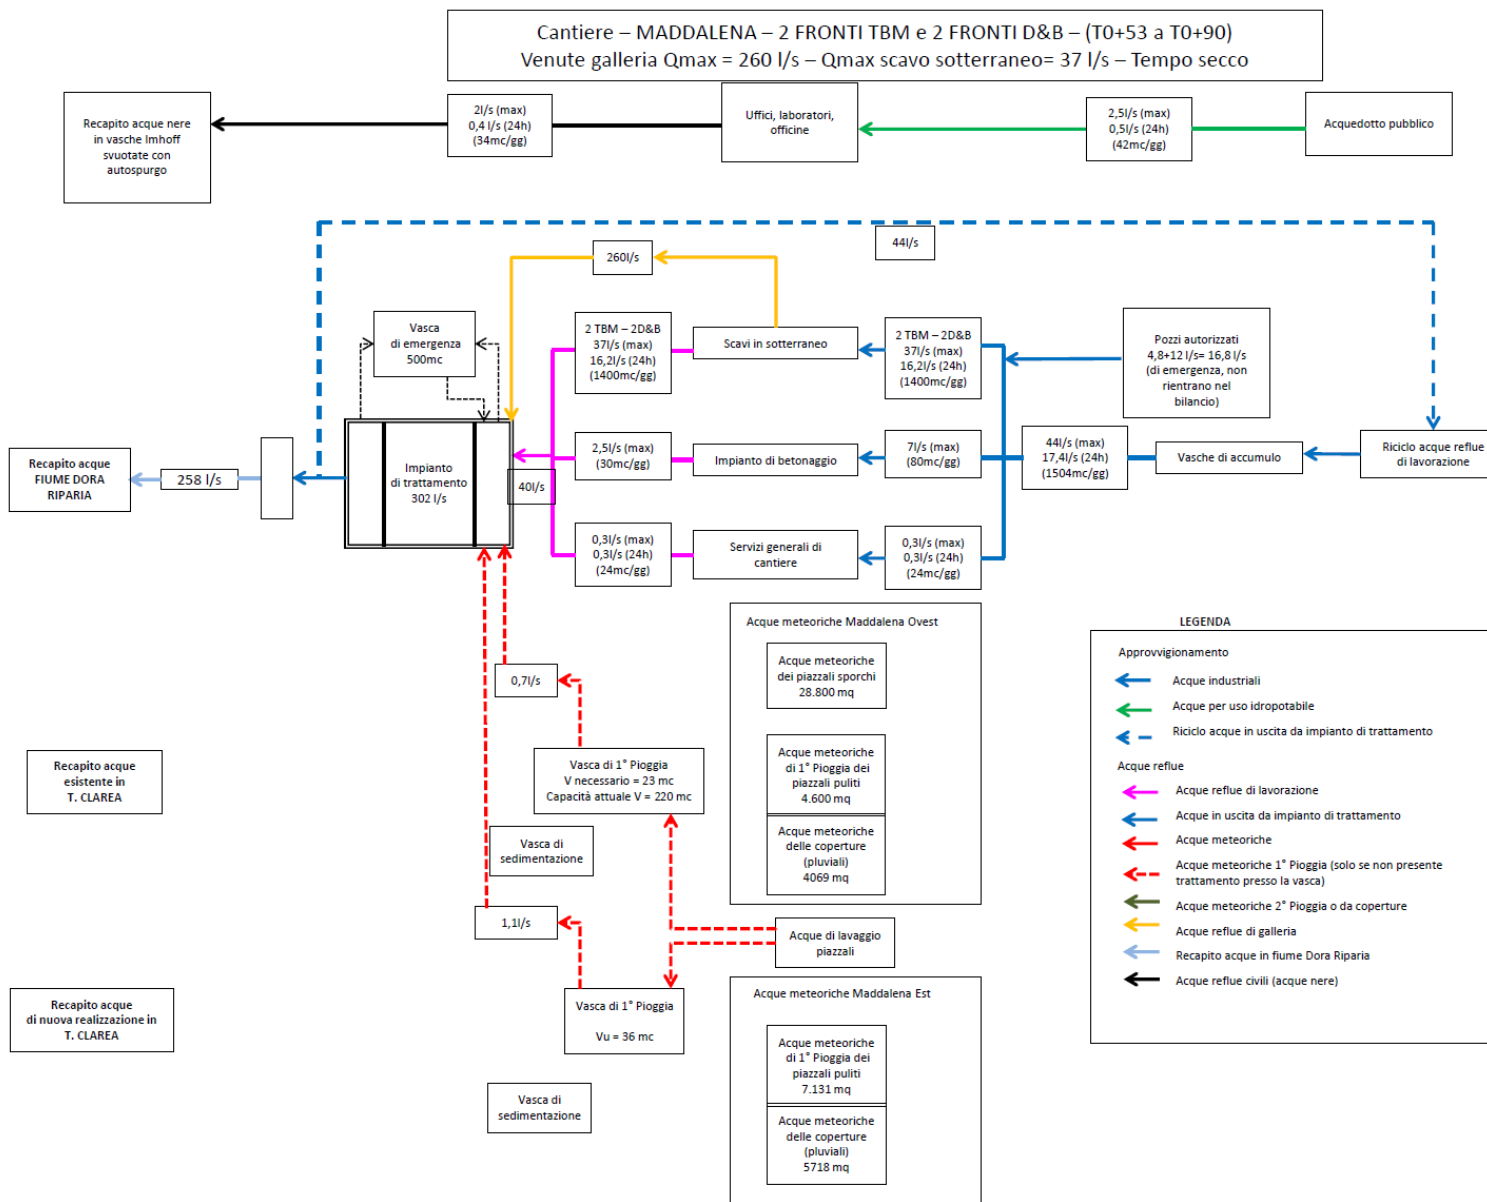 Cantiere – MADDALENA – 2 FRONTI TBM e 2 FRONTI D&B – (T0+53 a T0+90)
Venute galleria Qmax = 260 l/s – Qmax scavo sotterraneo= 37 l/s – Tempo secco
Recapito acque nere
in vasche Imhoff
svuotate con
autospurgo
2l/s (max)
0,4 l/s (24h)
(34mc/gg)
Uffici, laboratori,
officine
2,5l/s (max)
0,5l/s (24h)
(42mc/gg)
Acquedotto pubblico
44l/s
260l/s
Vasca
di emergenza
500mc
2 TBM – 2D&B
37l/s (max)
16,2l/s (24h)
(1400mc/gg)
Scavi in sotterraneo
2 TBM – 2D&B
37l/s (max)
16,2l/s (24h)
(1400mc/gg)
Pozzi autorizzati
4,8+12 l/s= 16,8 l/s
(di emergenza, non
rientrano nel
bilancio)
Recapito acque
FIUME DORA
RIPARIA
258 l/s
Impianto
di trattamento
302 l/s
40l/s
2,5l/s (max)
(30mc/gg)
Impianto di betonaggio
7l/s (max)
(80mc/gg)
44l/s (max)
17,4l/s (24h)
(1504mc/gg)
Vasche di accumulo
Riciclo acque reflue
di lavorazione
0,3l/s (max)
0,3l/s (24h)
(24mc/gg)
Servizi generali di
cantiere
0,3l/s (max)
0,3l/s (24h)
(24mc/gg)
Acque meteoriche Maddalena Ovest
Acque meteoriche
dei piazzali sporchi
28.800 mq
0,7l/s
Recapito acque
esistente in
T. CLAREA
Vasca di 1° Pioggia
V necessario = 23 mc
Capacità attuale V = 220 mc
Acque meteoriche
di 1° Pioggia dei
piazzali puliti
4.600 mq
Vasca di
sedimentazione
Acque meteoriche
delle coperture
(pluviali)
4069 mq
1,1l/s
Acque di lavaggio
piazzali
Recapito acque
di nuova realizzazione in
T. CLAREA
Vasca di 1° Pioggia
Vu = 36 mc
Acque meteoriche Maddalena Est
Acque meteoriche
di 1° Pioggia dei
piazzali puliti
7.131 mq
Vasca di
sedimentazione
Acque meteoriche
delle coperture
(pluviali)
5718 mq
LEGENDA
Approvvigionamento
Acque industriali
Acque per uso idropotabile
Riciclo acque in uscita da impianto di trattamento
Acque reflue
Acque reflue di lavorazione
Acque in uscita da impianto di trattamento
Acque meteoriche
Acque meteoriche 1° Pioggia (solo se non presente
trattamento presso la vasca)
Acque meteoriche 2° Pioggia o da coperture
Acque reflue di galleria
Recapito acque in fiume Dora Riparia
Acque reflue civili (acque nere)